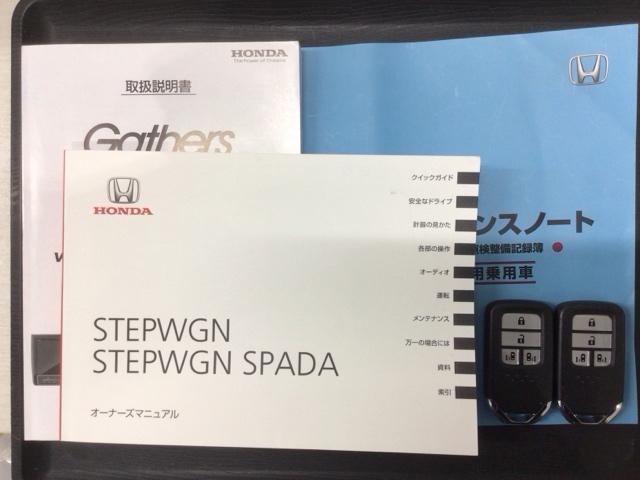 HONDA
The Power of Dreams
取扱説明書
Gathers
HONDA
クイックガイド
安全なドライブ
計器の見かた
各部の操作
オーディオ
運転
メンテナンス
万一の場合には
資料
索引
STEPWGN
STEPWGN SPADA
オーナーズマニュアル
ンスノート
点検整備記録簿
用乗用車